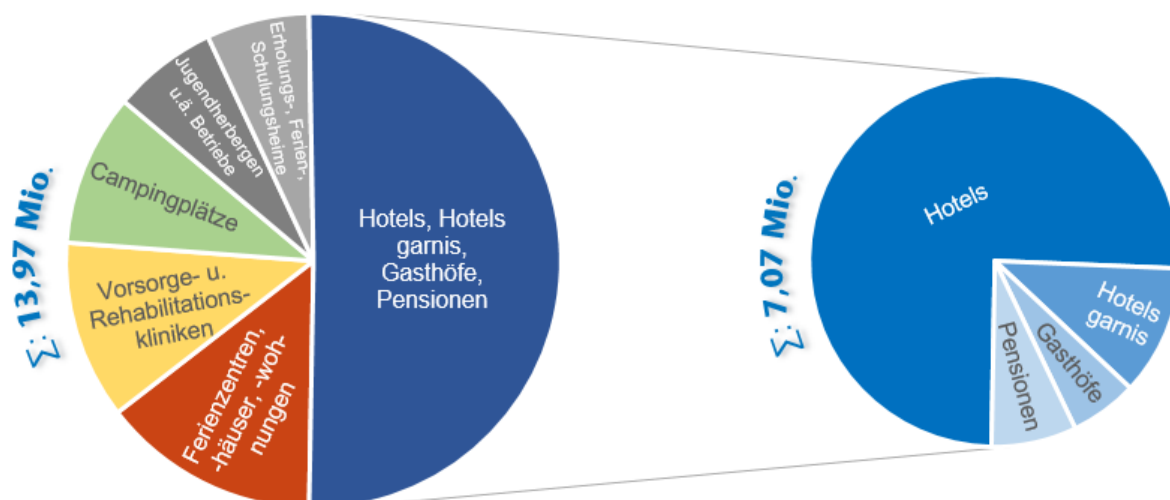 Erholungs-, Ferien-,
Schulungsheime
Jugendherbergen
u.ä. Betriebe
Campingplätze
Vorsorge- u.
Rehabilitations-
kliniken
Ferienzentren,
-häuser, -woh-
nungen
Hotels, Hotels
garnis,
Gasthöfe,
Pensionen
∑: 13,97 Mio.
∑: 7,07 Mio.
Hotels
Hotels
garnis
Gasthöfe
Pensionen